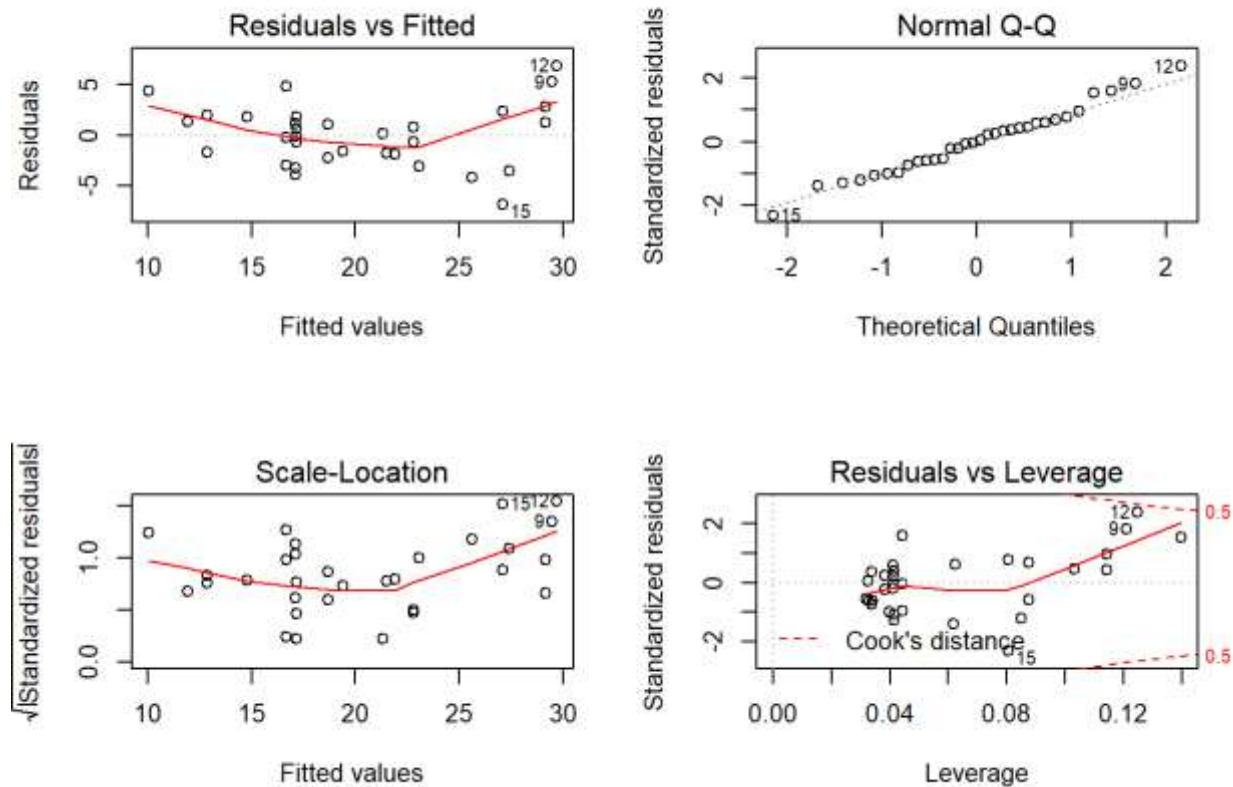 Residuals vs Fitted
Residuals
5
0
-5
12
9
15
10 15 20 25 30
Fitted values
Normal Q-Q
Standardized residuals
2
0
-2
12
9
15
-2 -1 0 1 2
Theoretical Quantiles
Scale-Location
√|Standardized residuals|
1.0
0.0
15 12
9
10 15 20 25 30
Fitted values
Residuals vs Leverage
Standardized residuals
2
0
-2
12
9
0.5
Cook's distance
15
0.5
0.00 0.04 0.08 0.12
Leverage